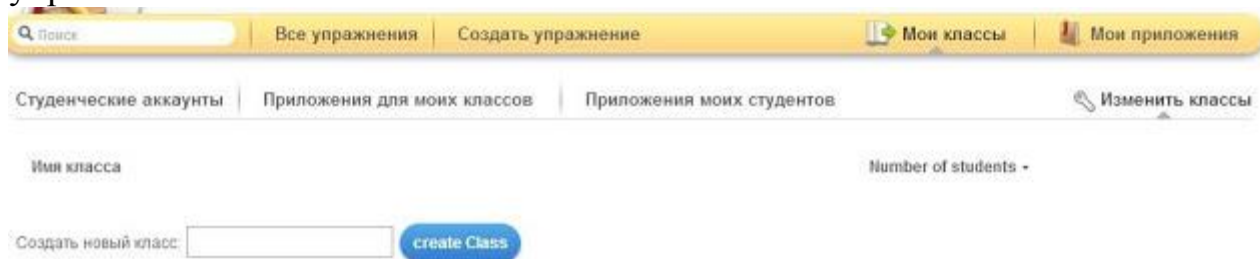 Поиск Все упражнения Создать упражнение Мои классы Мои приложения
Студенческие аккаунты Приложения для моих классов Приложения моих студентов Изменить классы
Имя класса Number of students
Создать новый класс: create Class